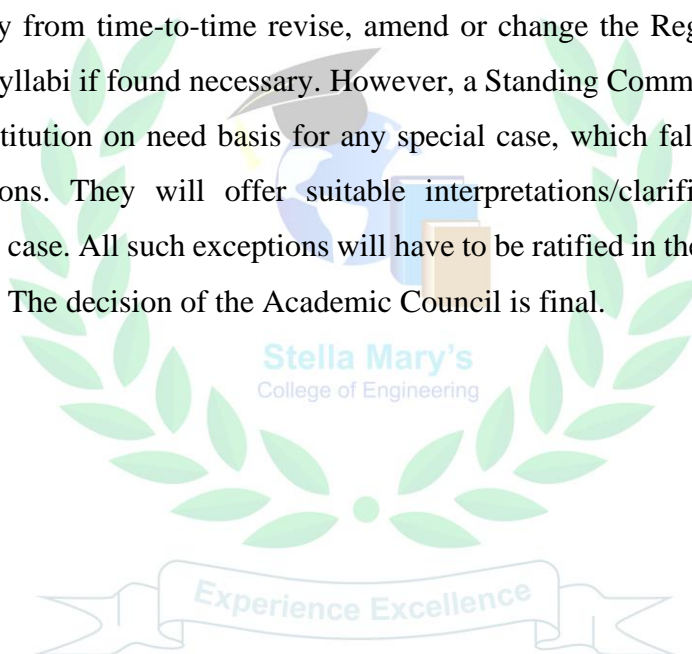 y from time-to-time revise, amend or change the Reg
yllabi if found necessary. However, a Standing Comm
titution on need basis for any special case, which fal
ons. They will offer suitable interpretations/clarifi
case. All such exceptions will have to be ratified in the
The decision of the Academic Council is final.
Stella Mary's
College of Engineering
Experience Excellence